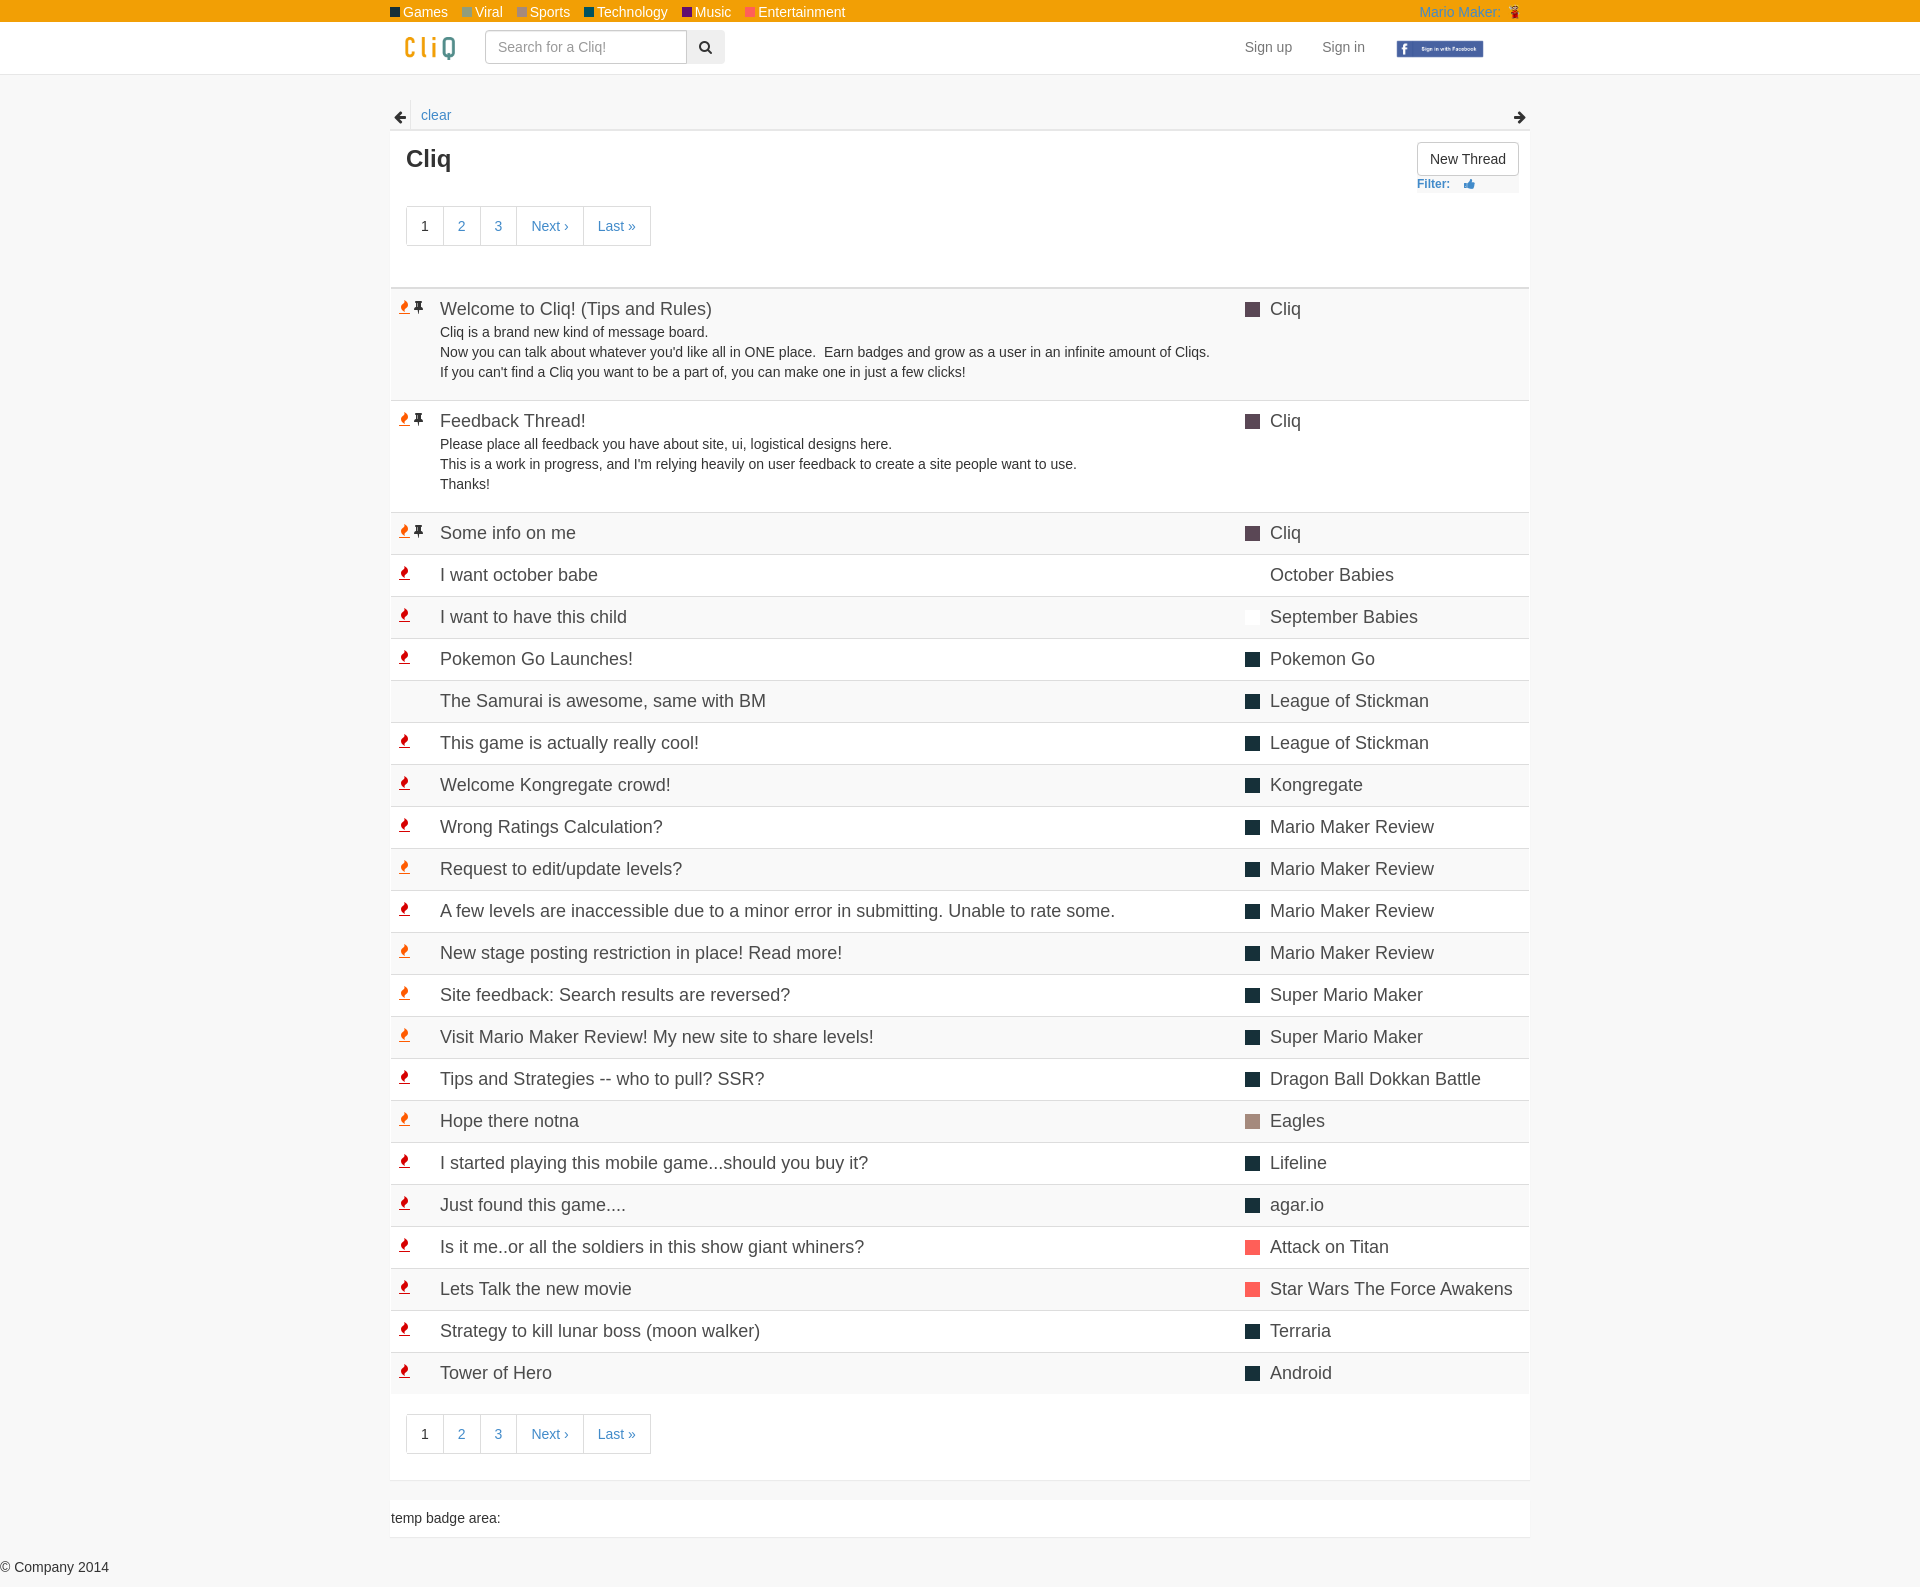 Games Viral Sports Technology Music Entertainment Mario Maker:
CliQ Search for a Cliq! Sign up Sign in Sign in with Facebook
clear
Cliq New Thread
Filter:
1 2 3 Next › Last »
Welcome to Cliq! (Tips and Rules) Cliq
Cliq is a brand new kind of message board.
Now you can talk about whatever you'd like all in ONE place.  Earn badges and grow as a user in an infinite amount of Cliqs.
If you can't find a Cliq you want to be a part of, you can make one in just a few clicks!
Feedback Thread! Cliq
Please place all feedback you have about site, ui, logistical designs here.
This is a work in progress, and I'm relying heavily on user feedback to create a site people want to use.
Thanks!
Some info on me Cliq
I want october babe October Babies
I want to have this child September Babies
Pokemon Go Launches! Pokemon Go
The Samurai is awesome, same with BM League of Stickman
This game is actually really cool! League of Stickman
Welcome Kongregate crowd! Kongregate
Wrong Ratings Calculation? Mario Maker Review
Request to edit/update levels? Mario Maker Review
A few levels are inaccessible due to a minor error in submitting. Unable to rate some. Mario Maker Review
New stage posting restriction in place! Read more! Mario Maker Review
Site feedback: Search results are reversed? Super Mario Maker
Visit Mario Maker Review! My new site to share levels! Super Mario Maker
Tips and Strategies -- who to pull? SSR? Dragon Ball Dokkan Battle
Hope there notna Eagles
I started playing this mobile game...should you buy it? Lifeline
Just found this game.... agar.io
Is it me..or all the soldiers in this show giant whiners? Attack on Titan
Lets Talk the new movie Star Wars The Force Awakens
Strategy to kill lunar boss (moon walker) Terraria
Tower of Hero Android
1 2 3 Next › Last »
temp badge area:
© Company 2014